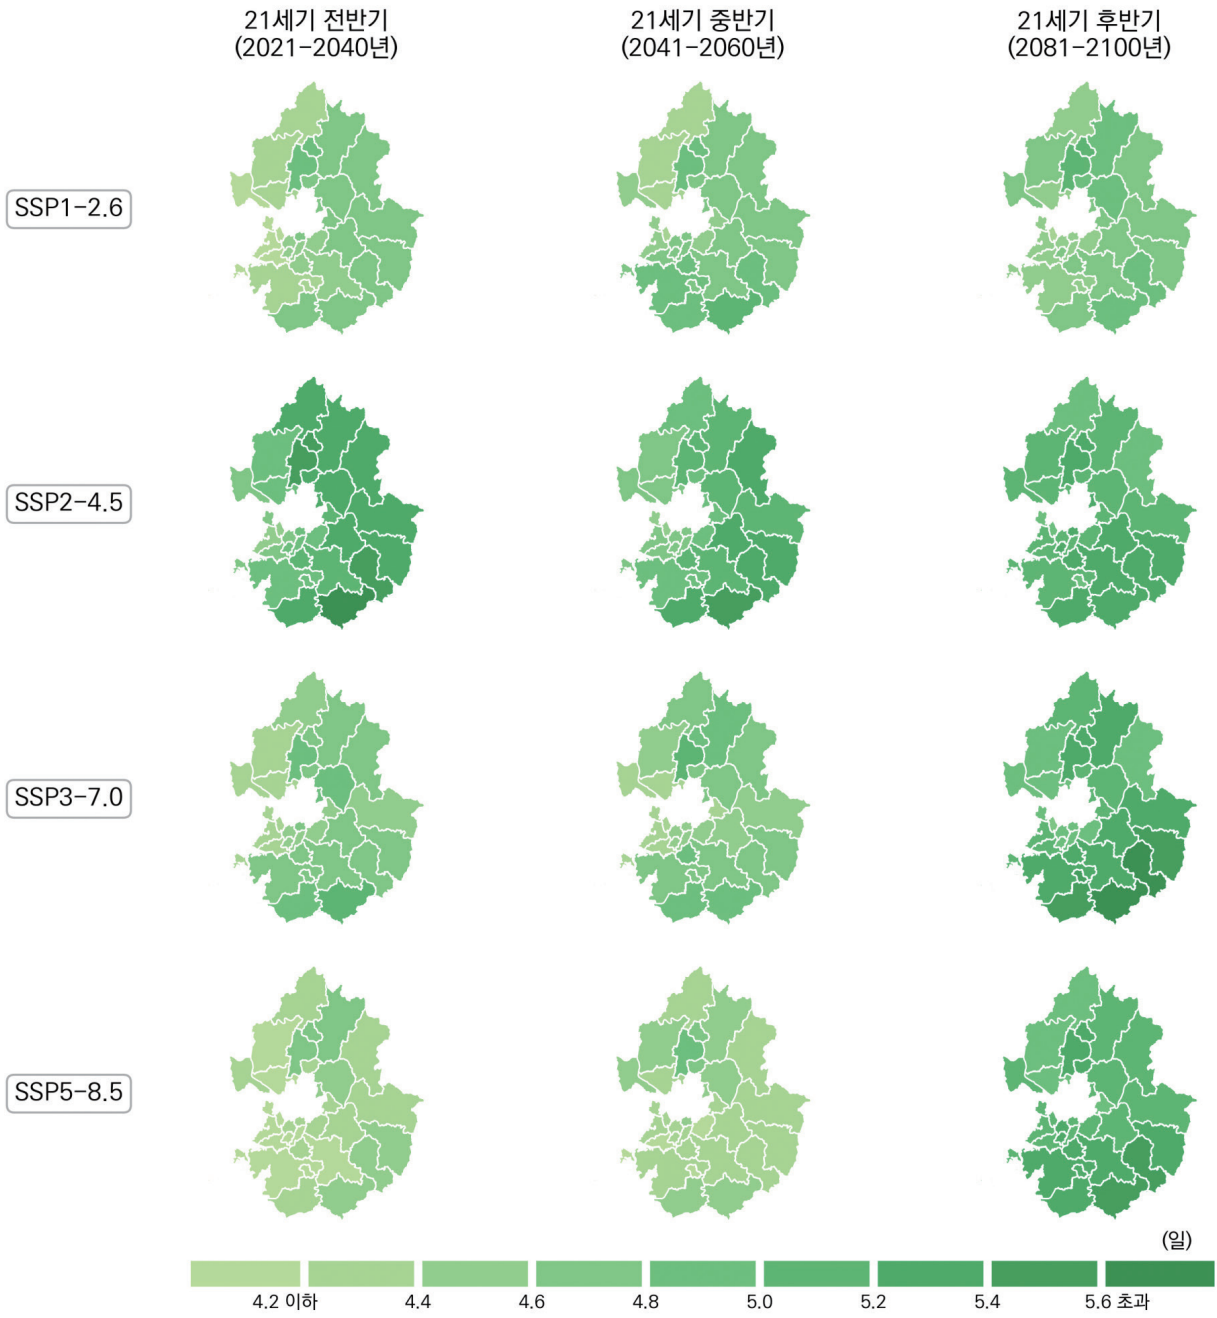 21세기 전반기
(2021-2040년)
21세기 중반기
(2041-2060년)
21세기 후반기
(2081-2100년)
SSP1-2.6
SSP2-4.5
SSP3-7.0
SSP5-8.5
(일)
4.2 이하 4.4 4.6 4.8 5.0 5.2 5.4 5.6 초과